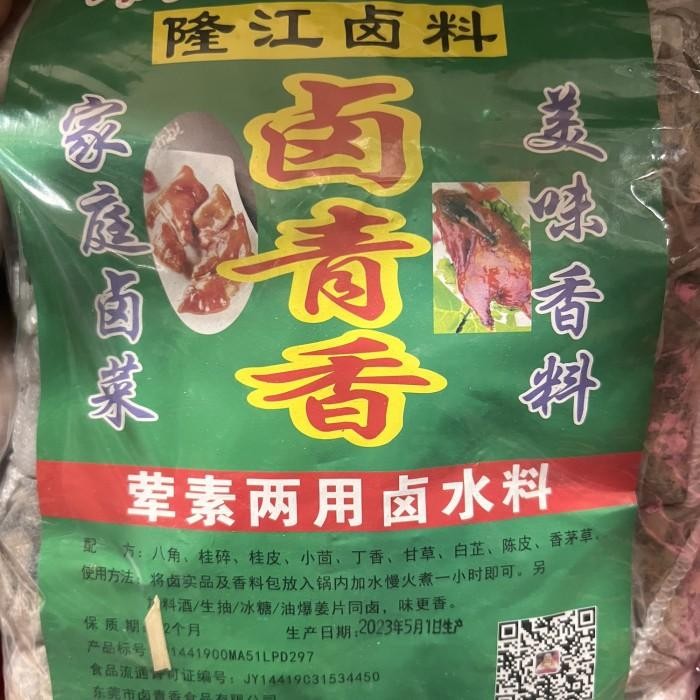 隆江卤料
家庭卤菜
卤青香
美味香料
荤素两用卤水料
配 方：八角、桂碎、桂皮、小茴、丁香、甘草、白芷、陈皮、香茅草、
使用方法：将卤实品及香料包放入锅内加水慢火煮一小时即可。另
料酒/生抽/冰糖/油爆姜片同卤，味更香。
保质期 2个月 生产日期：2023年5月1日生产
产品标号 1441900MA51LPD297
食品流通许可证编号：JY14419031534450
东莞市卤青香食品有限公司